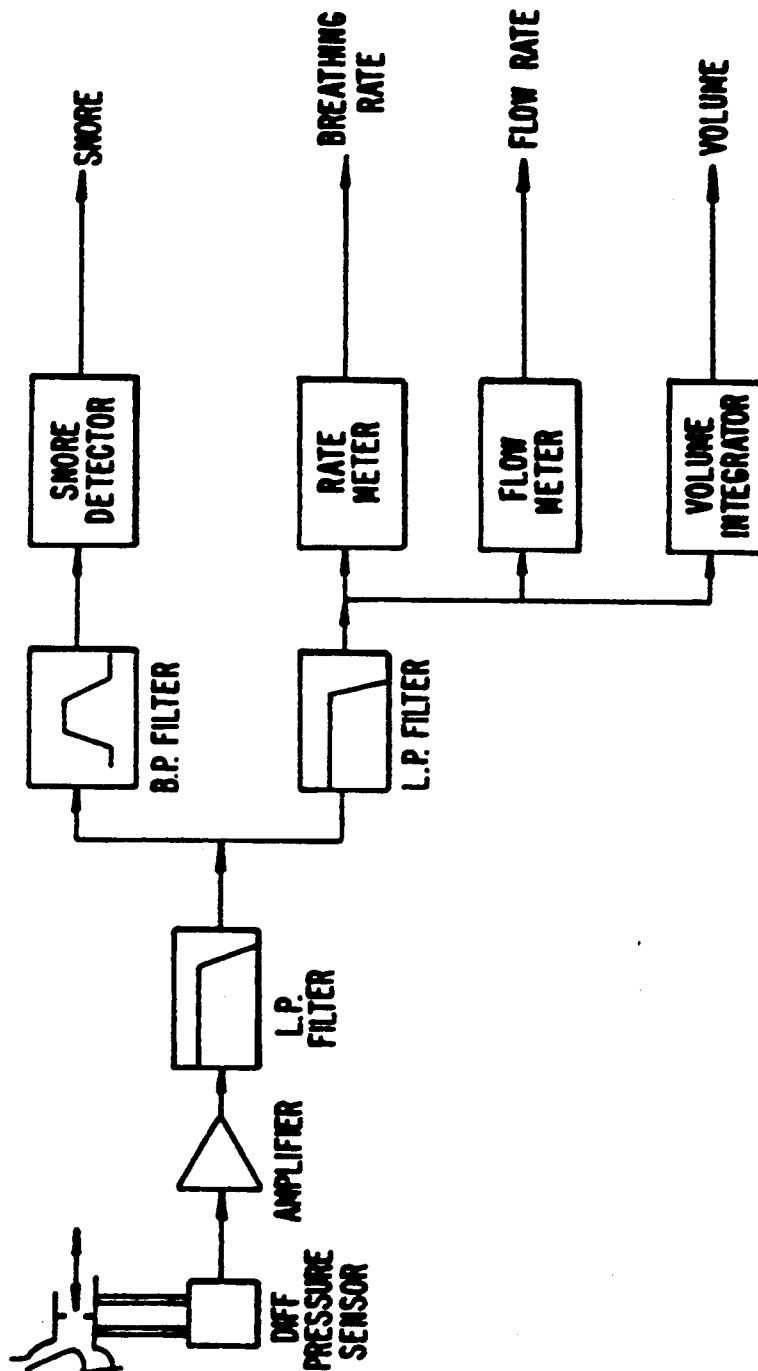 DIFF
PRESSURE
SENSOR
AMPLIFIER
L.P.
FILTER
B.P. FILTER
L.P. FILTER
SNORE
DETECTOR
RATE
METER
FLOW
METER
VOLUME
INTEGRATOR
SNORE
BREATHING
RATE
FLOW RATE
VOLUME